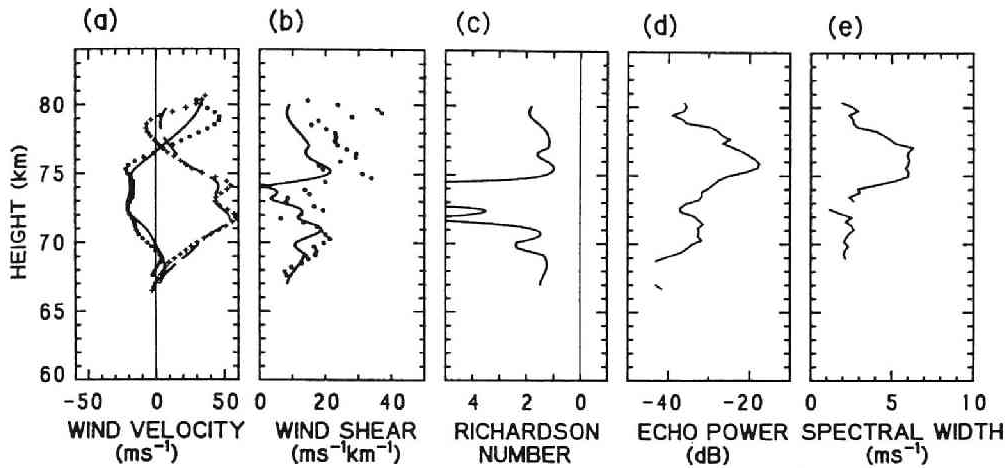 (a) (b) (c) (d) (e)
HEIGHT (km)
80
75
70
65
60
-50 0 50
0 20 40
4 2 0
-40 -20
0 5 10
WIND VELOCITY
(ms⁻¹)
WIND SHEAR
(ms⁻¹km⁻¹)
RICHARDSON
NUMBER
ECHO POWER
(dB)
SPECTRAL WIDTH
(ms⁻¹)